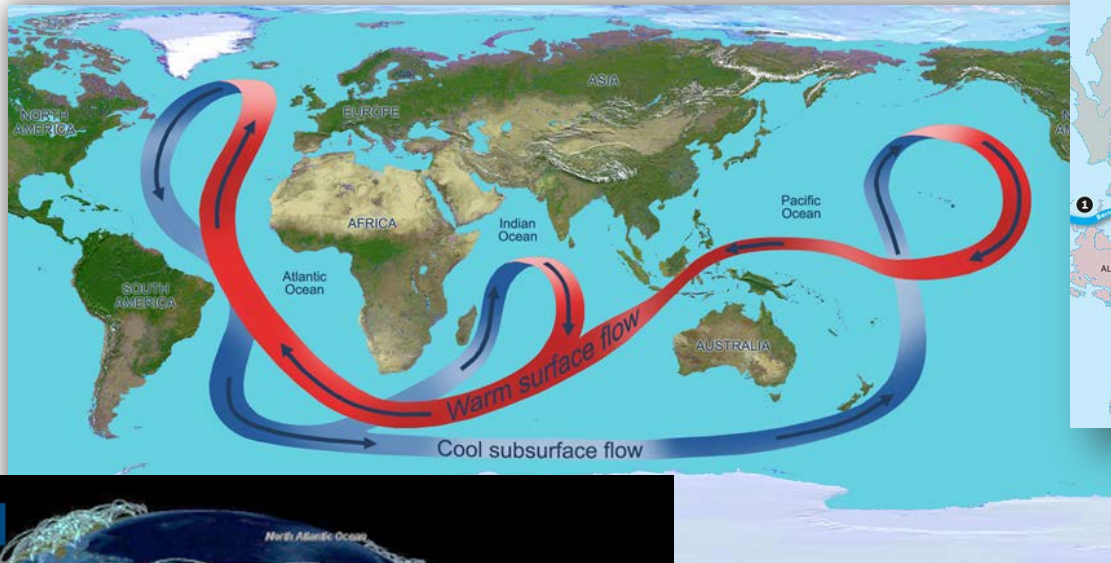 NORTH
AMERICA
EUROPE
ASIA
AFRICA
Indian
Ocean
Pacific
Ocean
Atlantic
Ocean
SOUTH
AMERICA
AUSTRALIA
Warm surface flow
Cool subsurface flow
1
North Atlantic Ocean